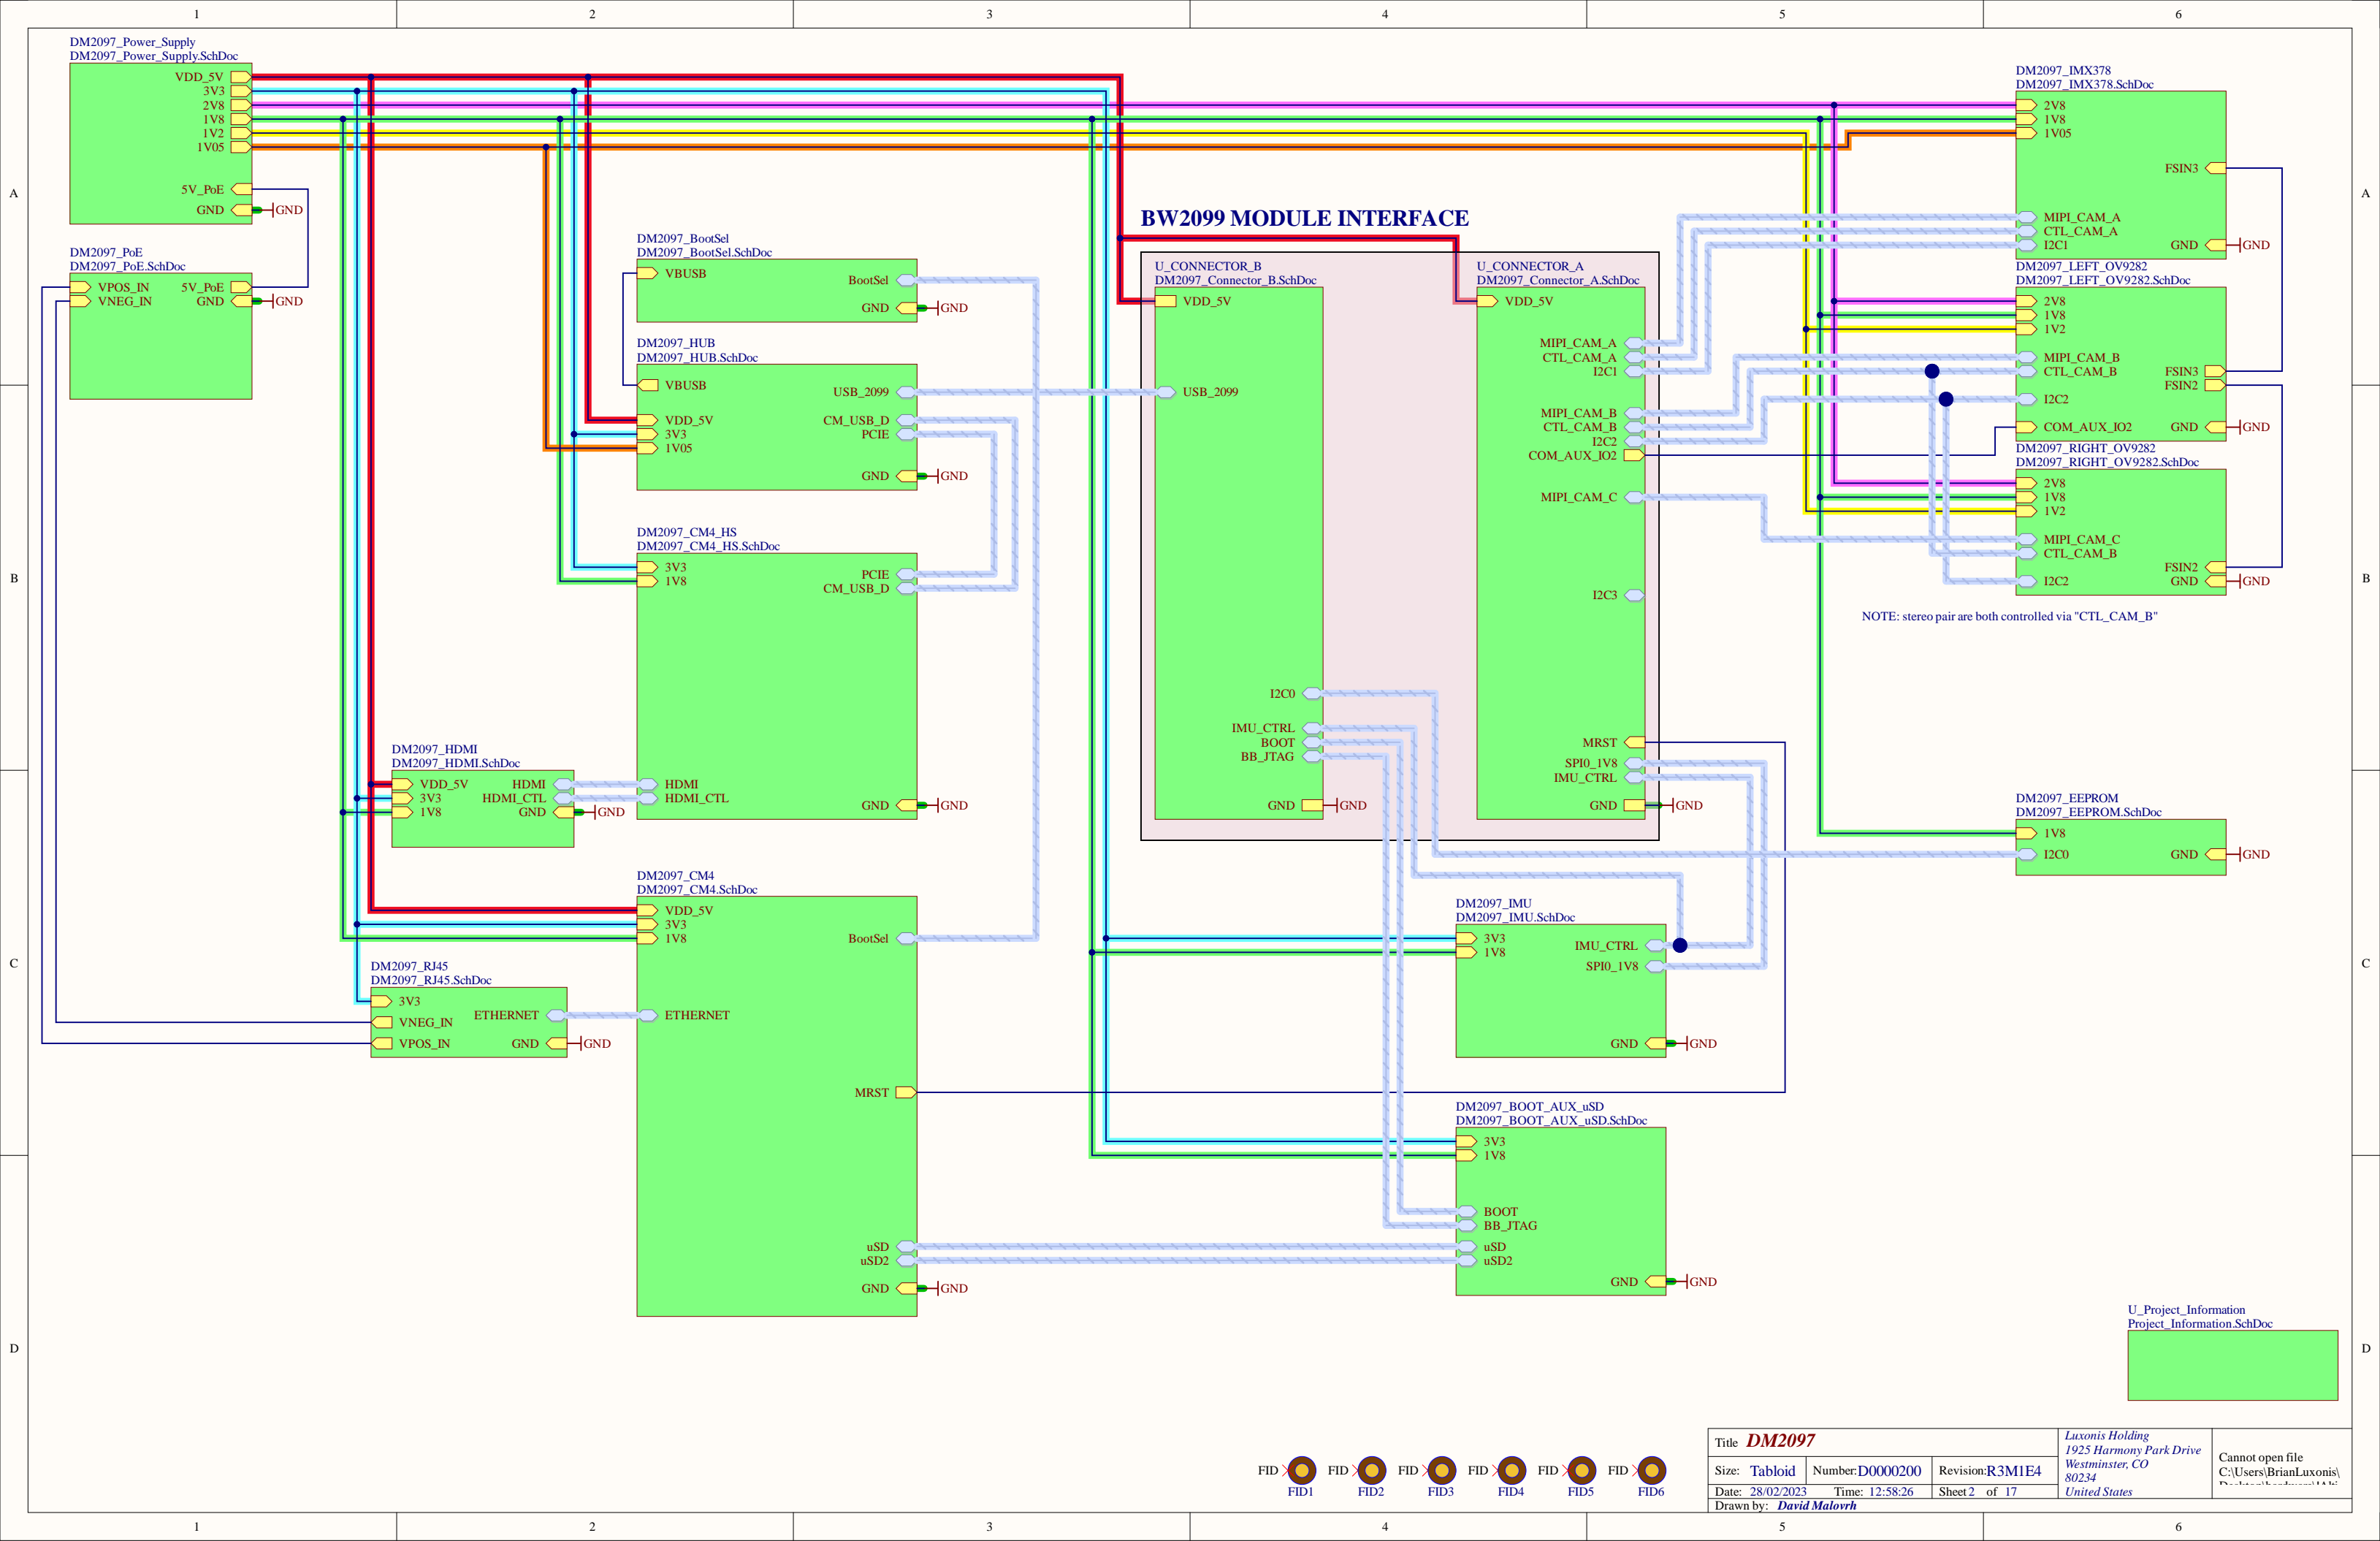 1 2 3 4 5 6
A
B
C
D
DM2097_Power_Supply
DM2097_Power_Supply.SchDoc
VDD_5V
3V3
2V8
1V8
1V2
1V05
5V_PoE
GND GND
DM2097_PoE
DM2097_PoE.SchDoc
VPOS_IN 5V_PoE
VNEG_IN GND GND
DM2097_BootSel
DM2097_BootSel.SchDoc
VBUSB
BootSel
GND GND
DM2097_HUB
DM2097_HUB.SchDoc
VBUSB
USB_2099
VDD_5V CM_USB_D
3V3 PCIE
1V05
GND GND
DM2097_CM4_HS
DM2097_CM4_HS.SchDoc
3V3 PCIE
1V8 CM_USB_D
HDMI
HDMI_CTL
GND GND
DM2097_HDMI
DM2097_HDMI.SchDoc
VDD_5V HDMI
3V3 HDMI_CTL
1V8 GND GND
DM2097_CM4
DM2097_CM4.SchDoc
VDD_5V
3V3
1V8 BootSel
ETHERNET
MRST
uSD
uSD2
GND GND
DM2097_RJ45
DM2097_RJ45.SchDoc
3V3
ETHERNET
VNEG_IN
VPOS_IN GND GND
BW2099 MODULE INTERFACE
U_CONNECTOR_B
DM2097_Connector_B.SchDoc
VDD_5V
USB_2099
I2C0
IMU_CTRL
BOOT
BB_JTAG
GND GND
U_CONNECTOR_A
DM2097_Connector_A.SchDoc
VDD_5V
MIPI_CAM_A
CTL_CAM_A
I2C1
MIPI_CAM_B
CTL_CAM_B
I2C2
COM_AUX_IO2
MIPI_CAM_C
I2C3
MRST
SPI0_1V8
IMU_CTRL
GND GND
DM2097_IMU
DM2097_IMU.SchDoc
3V3 IMU_CTRL
1V8
SPI0_1V8
GND GND
DM2097_BOOT_AUX_uSD
DM2097_BOOT_AUX_uSD.SchDoc
3V3
1V8
BOOT
BB_JTAG
uSD
uSD2
GND GND
DM2097_IMX378
DM2097_IMX378.SchDoc
2V8
1V8
1V05
FSIN3
MIPI_CAM_A
CTL_CAM_A
I2C1 GND GND
DM2097_LEFT_OV9282
DM2097_LEFT_OV9282.SchDoc
2V8
1V8
1V2
MIPI_CAM_B
CTL_CAM_B FSIN3
FSIN2
I2C2
COM_AUX_IO2 GND GND
DM2097_RIGHT_OV9282
DM2097_RIGHT_OV9282.SchDoc
2V8
1V8
1V2
MIPI_CAM_C
CTL_CAM_B
FSIN2
I2C2 GND GND
NOTE: stereo pair are both controlled via "CTL_CAM_B"
DM2097_EEPROM
DM2097_EEPROM.SchDoc
1V8
I2C0 GND GND
U_Project_Information
Project_Information.SchDoc
FID FID FID FID FID FID
FID1 FID2 FID3 FID4 FID5 FID6
Title DM2097
Size: Tabloid Number:D0000200 Revision:R3M1E4
Date: 28/02/2023 Time: 12:58:26 Sheet 2 of 17
Drawn by: David Malovrh
Luxonis Holding
1925 Harmony Park Drive
Westminster, CO
80234
United States
Cannot open file
C:\Users\BrianLuxonis\
A
B
C
D
1 2 3 4 5 6